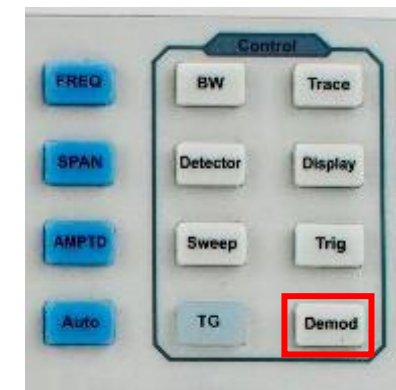 Control
FREQ BW Trace
SPAN Detector Display
AMPTD Sweep Trig
Auto TG Demod